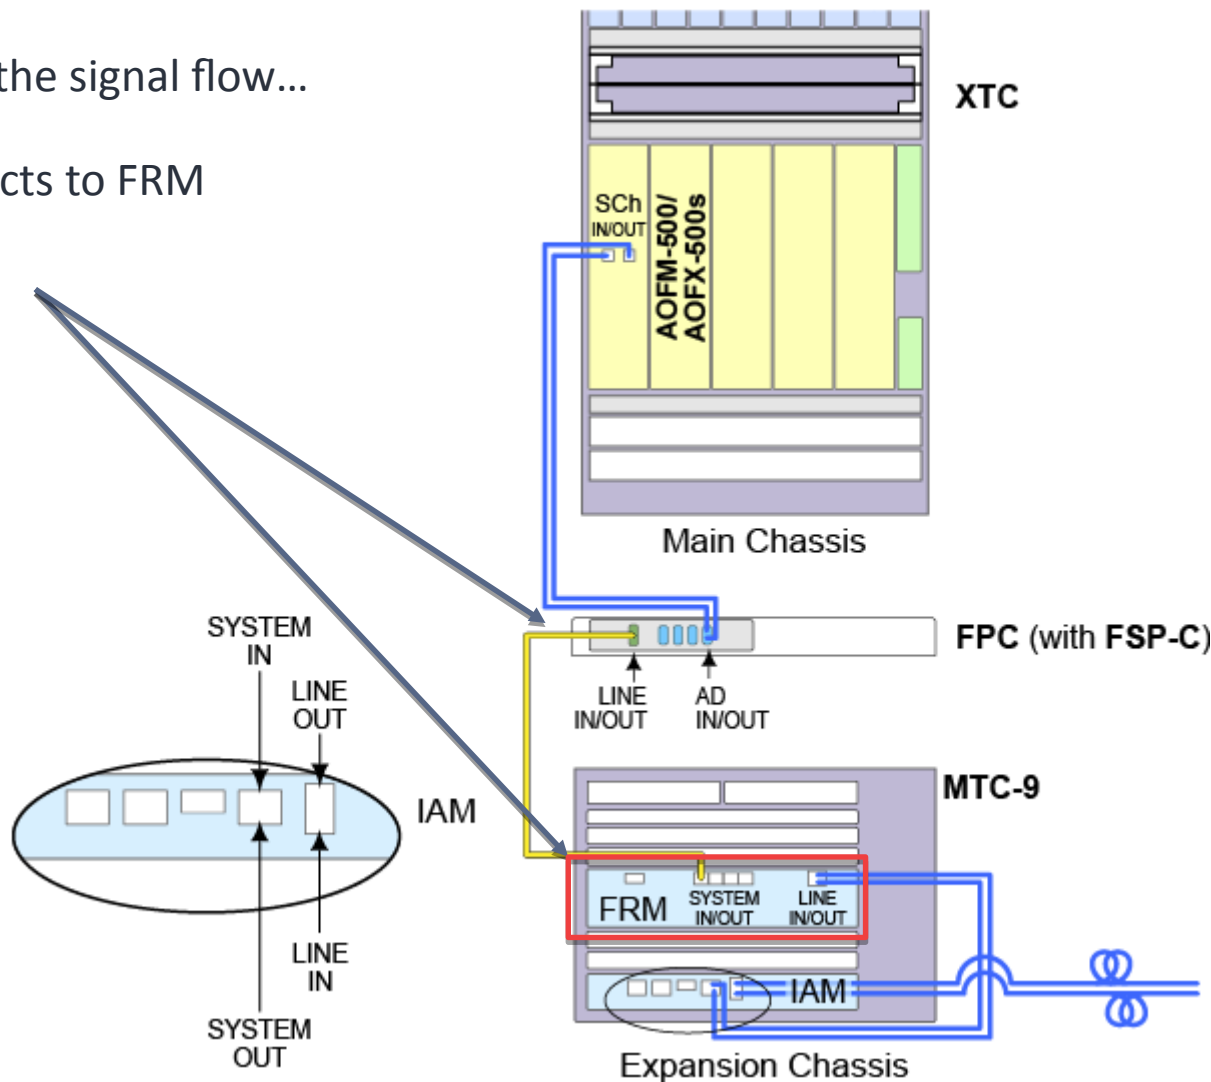 the signal flow...
cts to FRM
XTC
SCh
IN/OUT
AOFM-500/
AOFX-500s
Main Chassis
FPC (with FSP-C)
LINE
IN/OUT
AD
IN/OUT
SYSTEM
IN
LINE
OUT
IAM
LINE
IN
SYSTEM
OUT
MTC-9
FRM
SYSTEM
IN/OUT
LINE
IN/OUT
IAM
Expansion Chassis